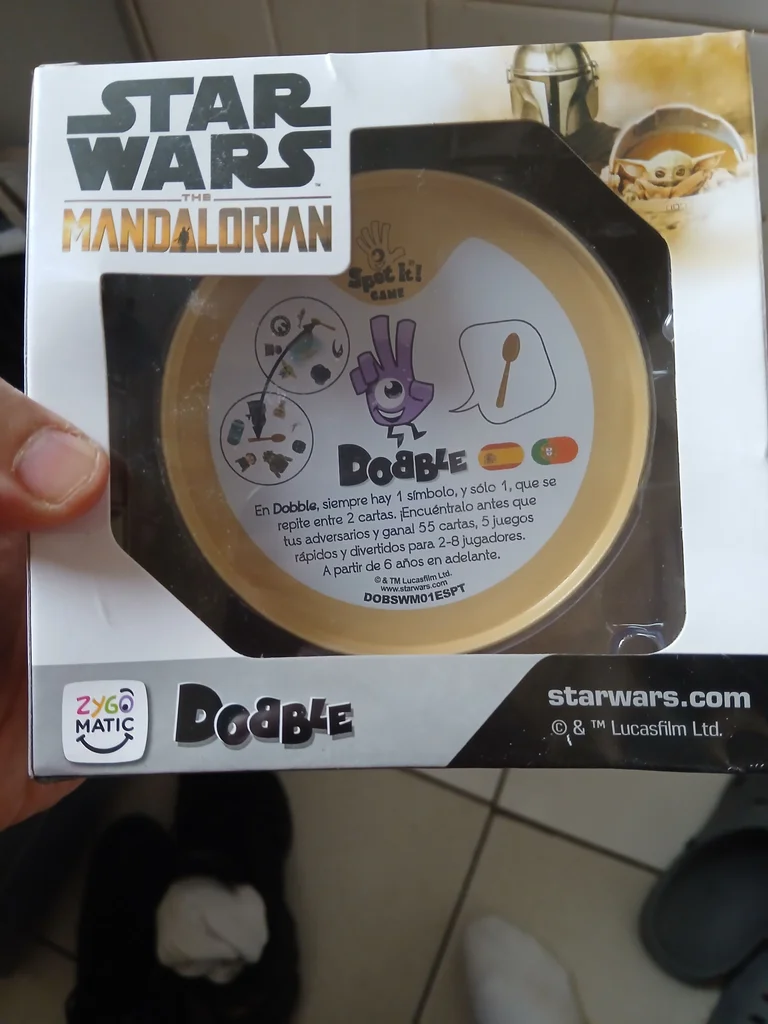 STAR
WARS
THE
MANDALORIAN
Spot it!
GAME
DOBBLE
En Dobble, siempre hay 1 símbolo, y sólo 1, que se
repite entre 2 cartas. ¡Encuéntralo antes que
tus adversarios y gana! 55 cartas, 5 juegos
rápidos y divertidos para 2-8 jugadores.
A partir de 6 años en adelante.
© & TM Lucasfilm Ltd.
www.starwars.com
DOBSWM01ESPT
ZYGO
MATIC
DOBBLE
starwars.com
© & ™ Lucasfilm Ltd.